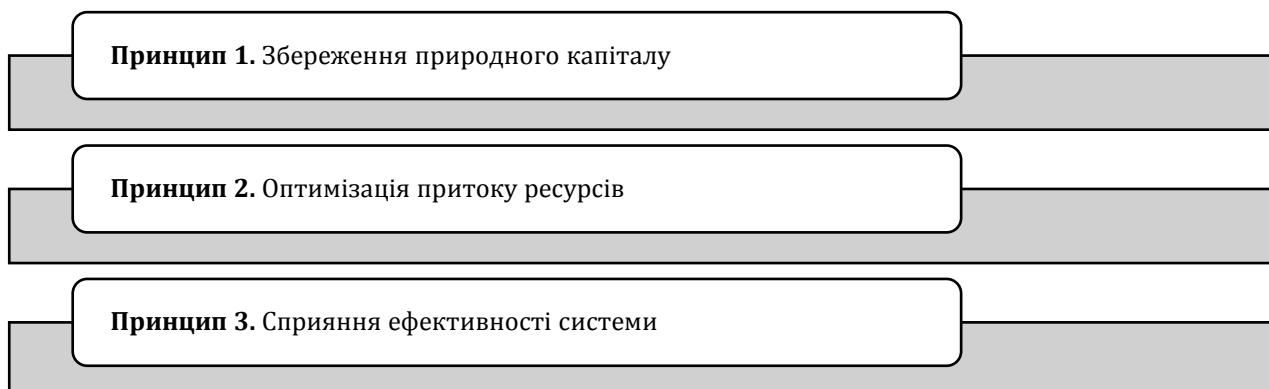 Принцип 1. Збереження природного капіталу
Принцип 2. Оптимізація притоку ресурсів
Принцип 3. Сприяння ефективності системи